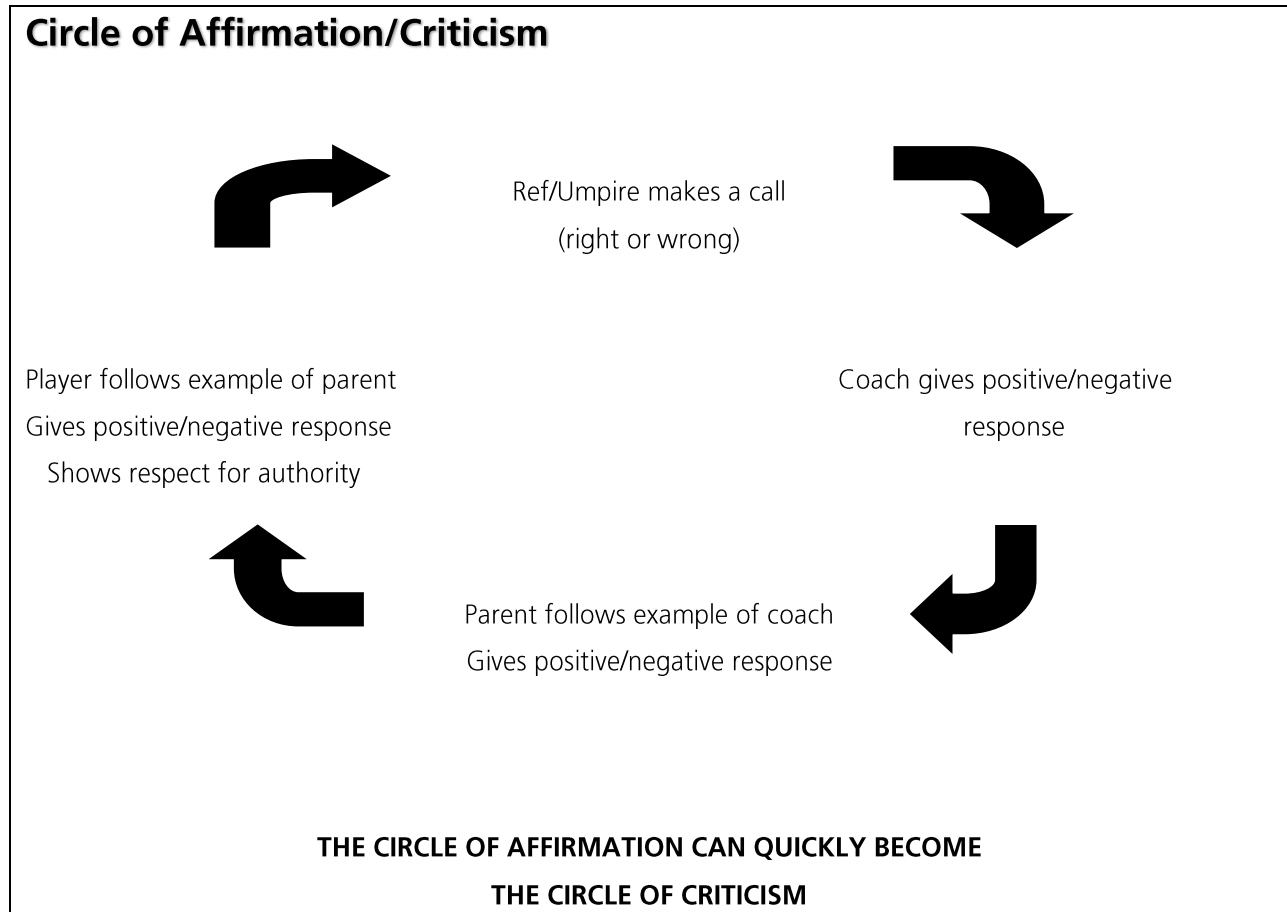 Circle of Affirmation/Criticism
Ref/Umpire makes a call
(right or wrong)
Coach gives positive/negative
response
Parent follows example of coach
Gives positive/negative response
Player follows example of parent
Gives positive/negative response
Shows respect for authority
THE CIRCLE OF AFFIRMATION CAN QUICKLY BECOME
THE CIRCLE OF CRITICISM